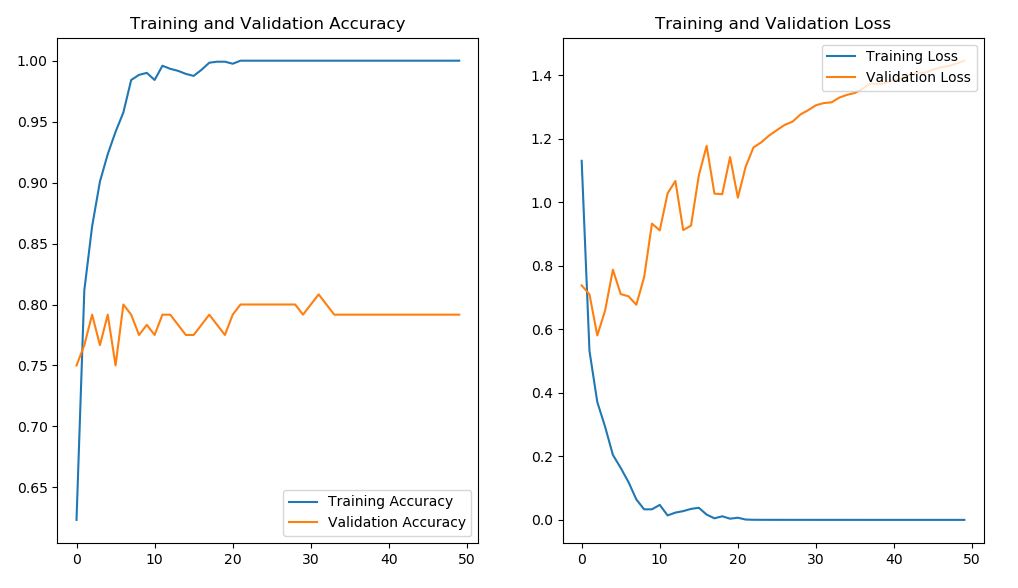 Training and Validation Accuracy
1.00
0.95
0.90
0.85
0.80
0.75
0.70
0.65
0 10 20 30 40 50
Training Accuracy
Validation Accuracy
Training and Validation Loss
1.4
1.2
1.0
0.8
0.6
0.4
0.2
0.0
0 10 20 30 40 50
Training Loss
Validation Loss